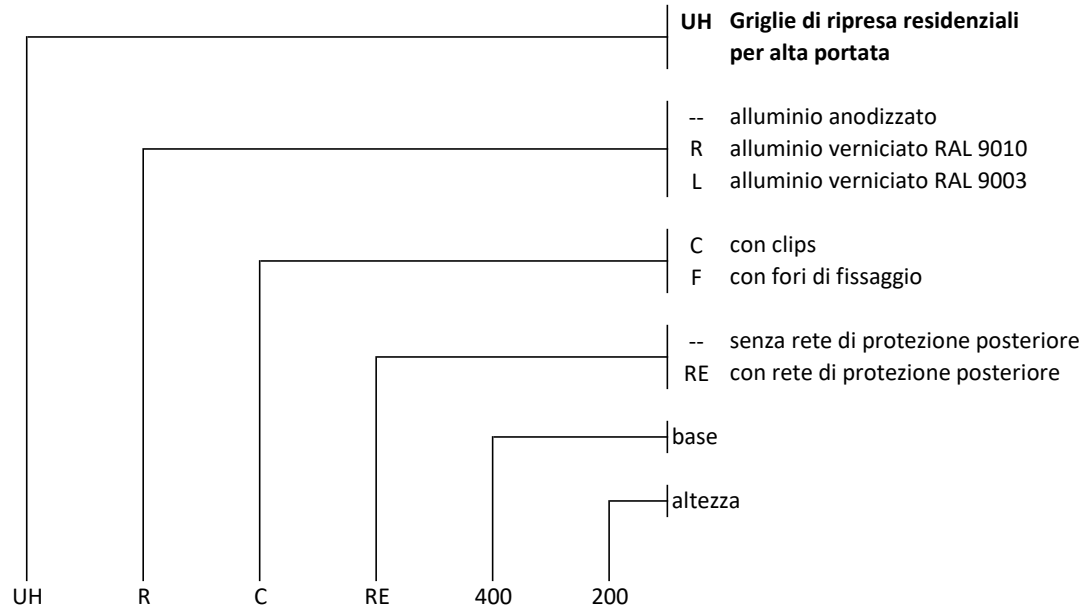 UH Griglie di ripresa residenziali
per alta portata
-- alluminio anodizzato
R alluminio verniciato RAL 9010
L alluminio verniciato RAL 9003
C con clips
F con fori di fissaggio
-- senza rete di protezione posteriore
RE con rete di protezione posteriore
base
altezza
UH R C RE 400 200